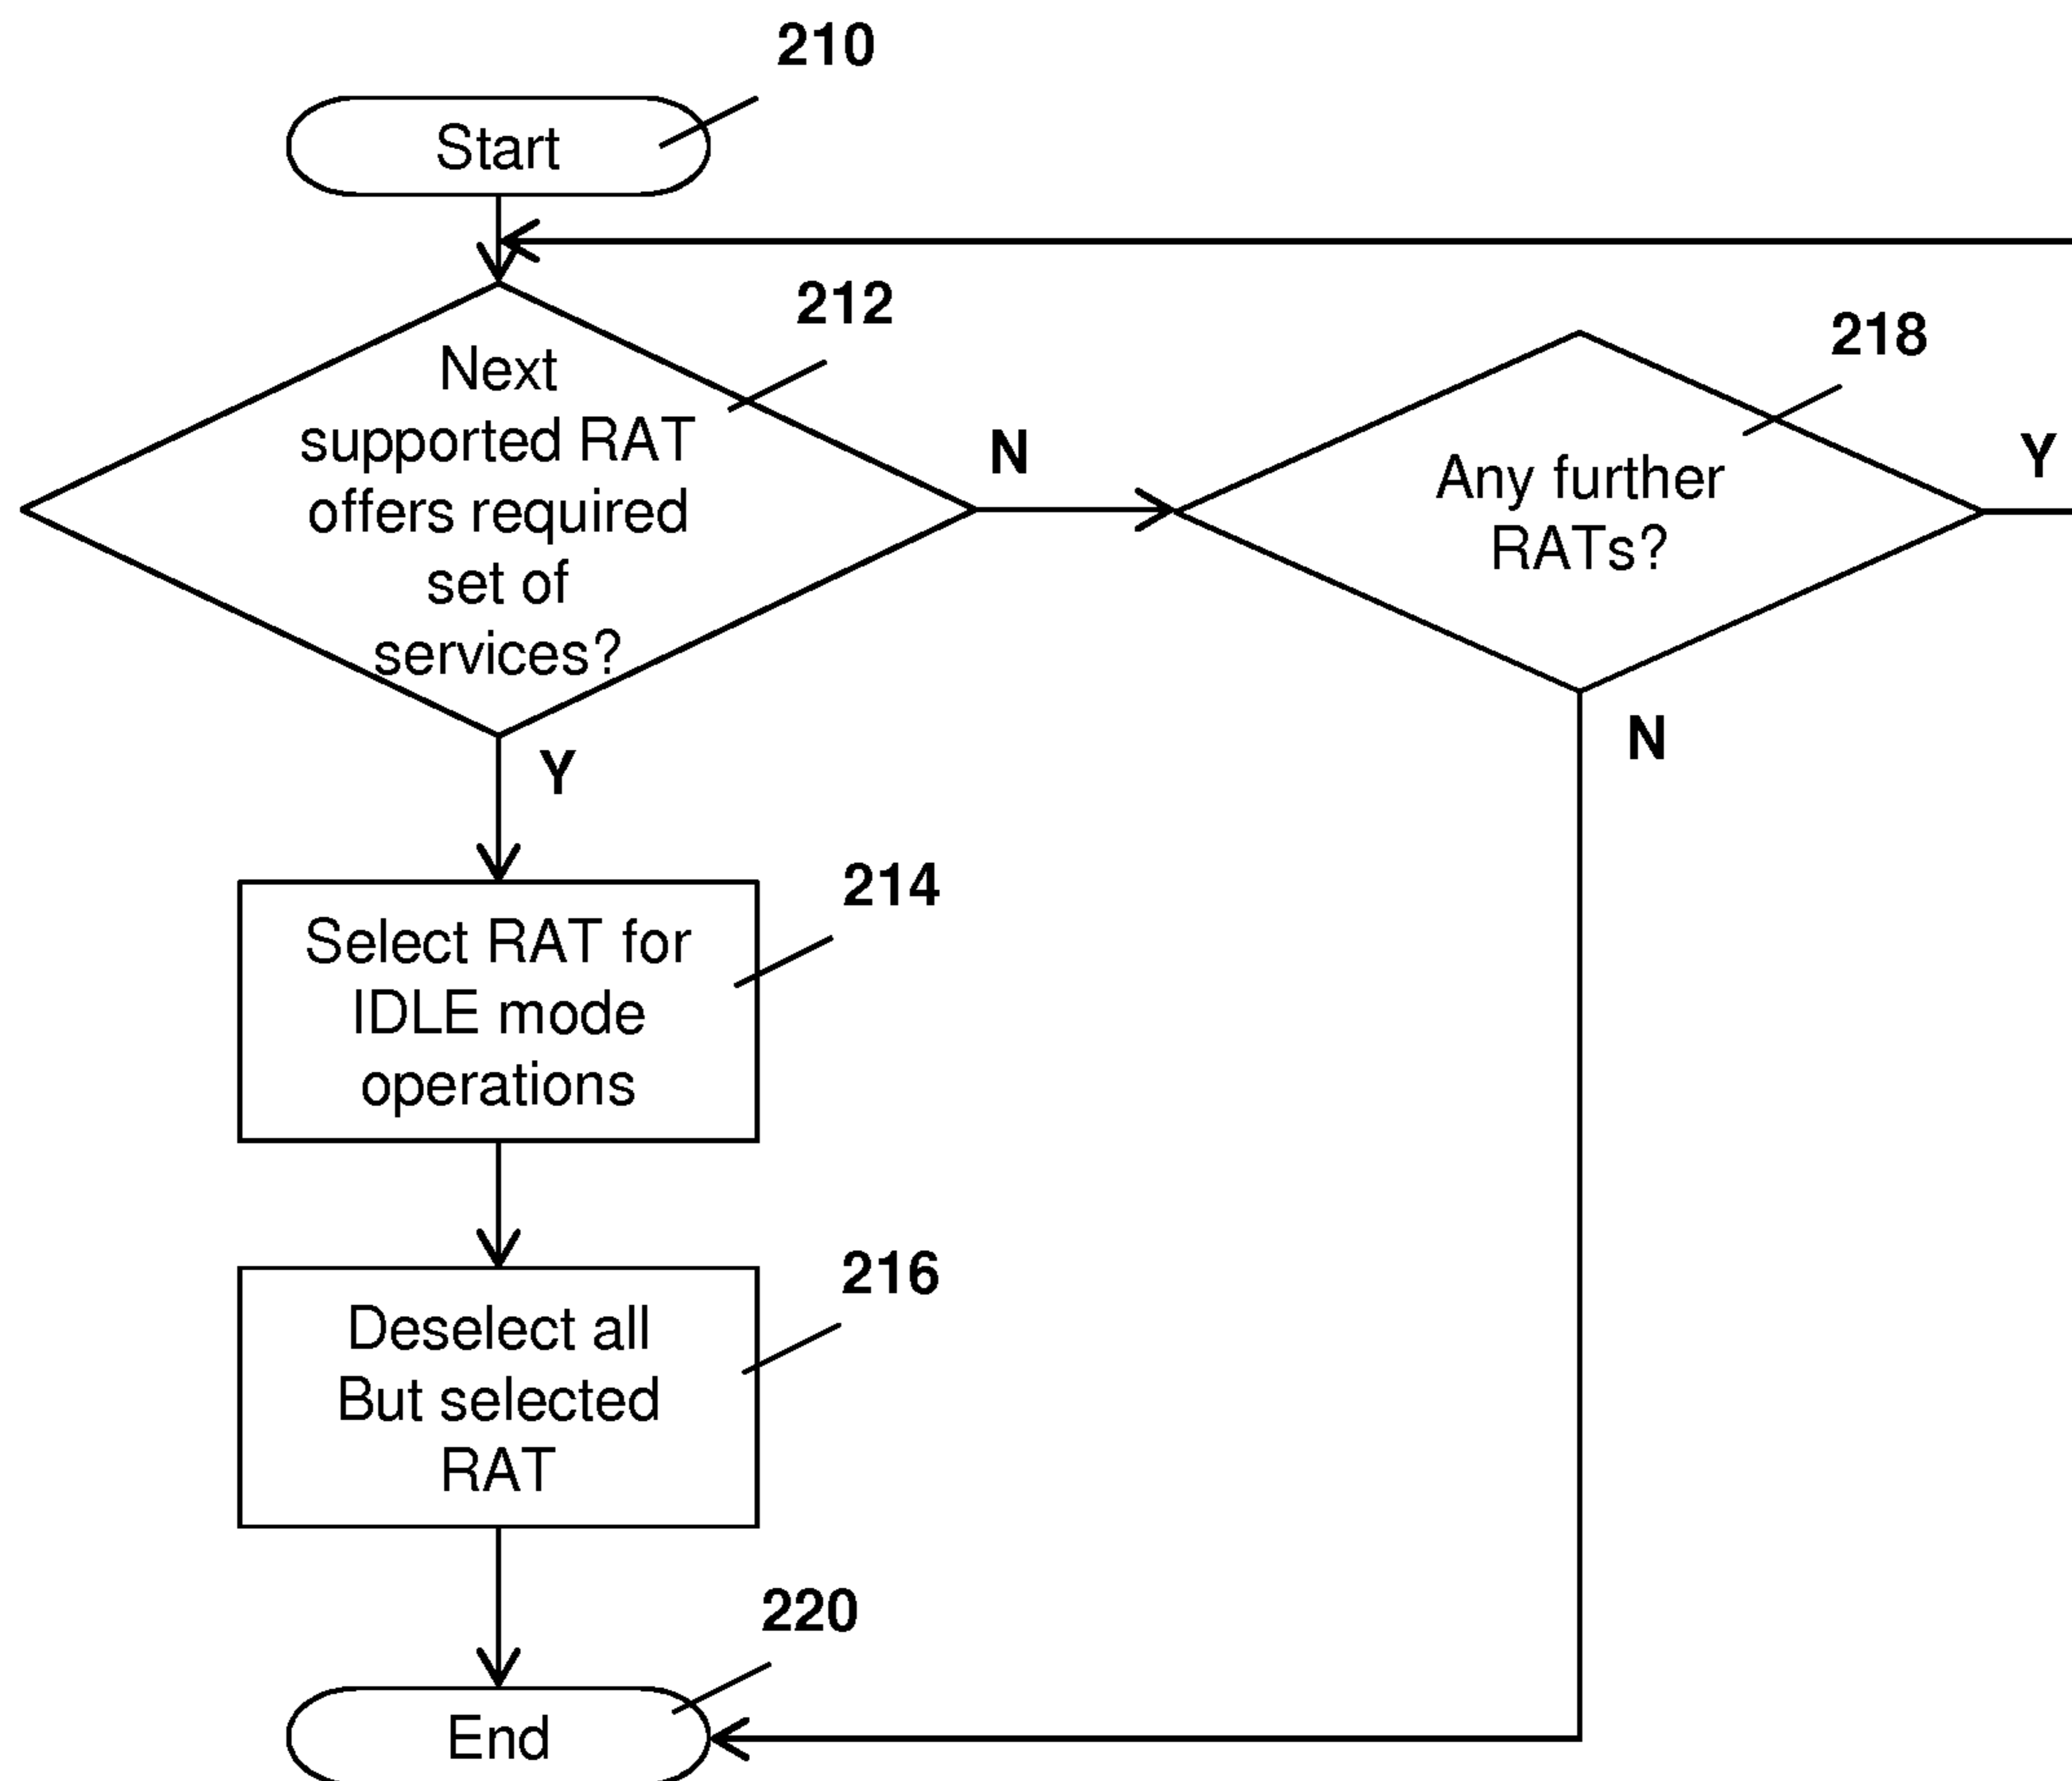 210
Start
212
Next
supported RAT
offers required
set of
services?
N
218
Any further
RATs?
Y
N
Y
214
Select RAT for
IDLE mode
operations
216
Deselect all
But selected
RAT
220
End